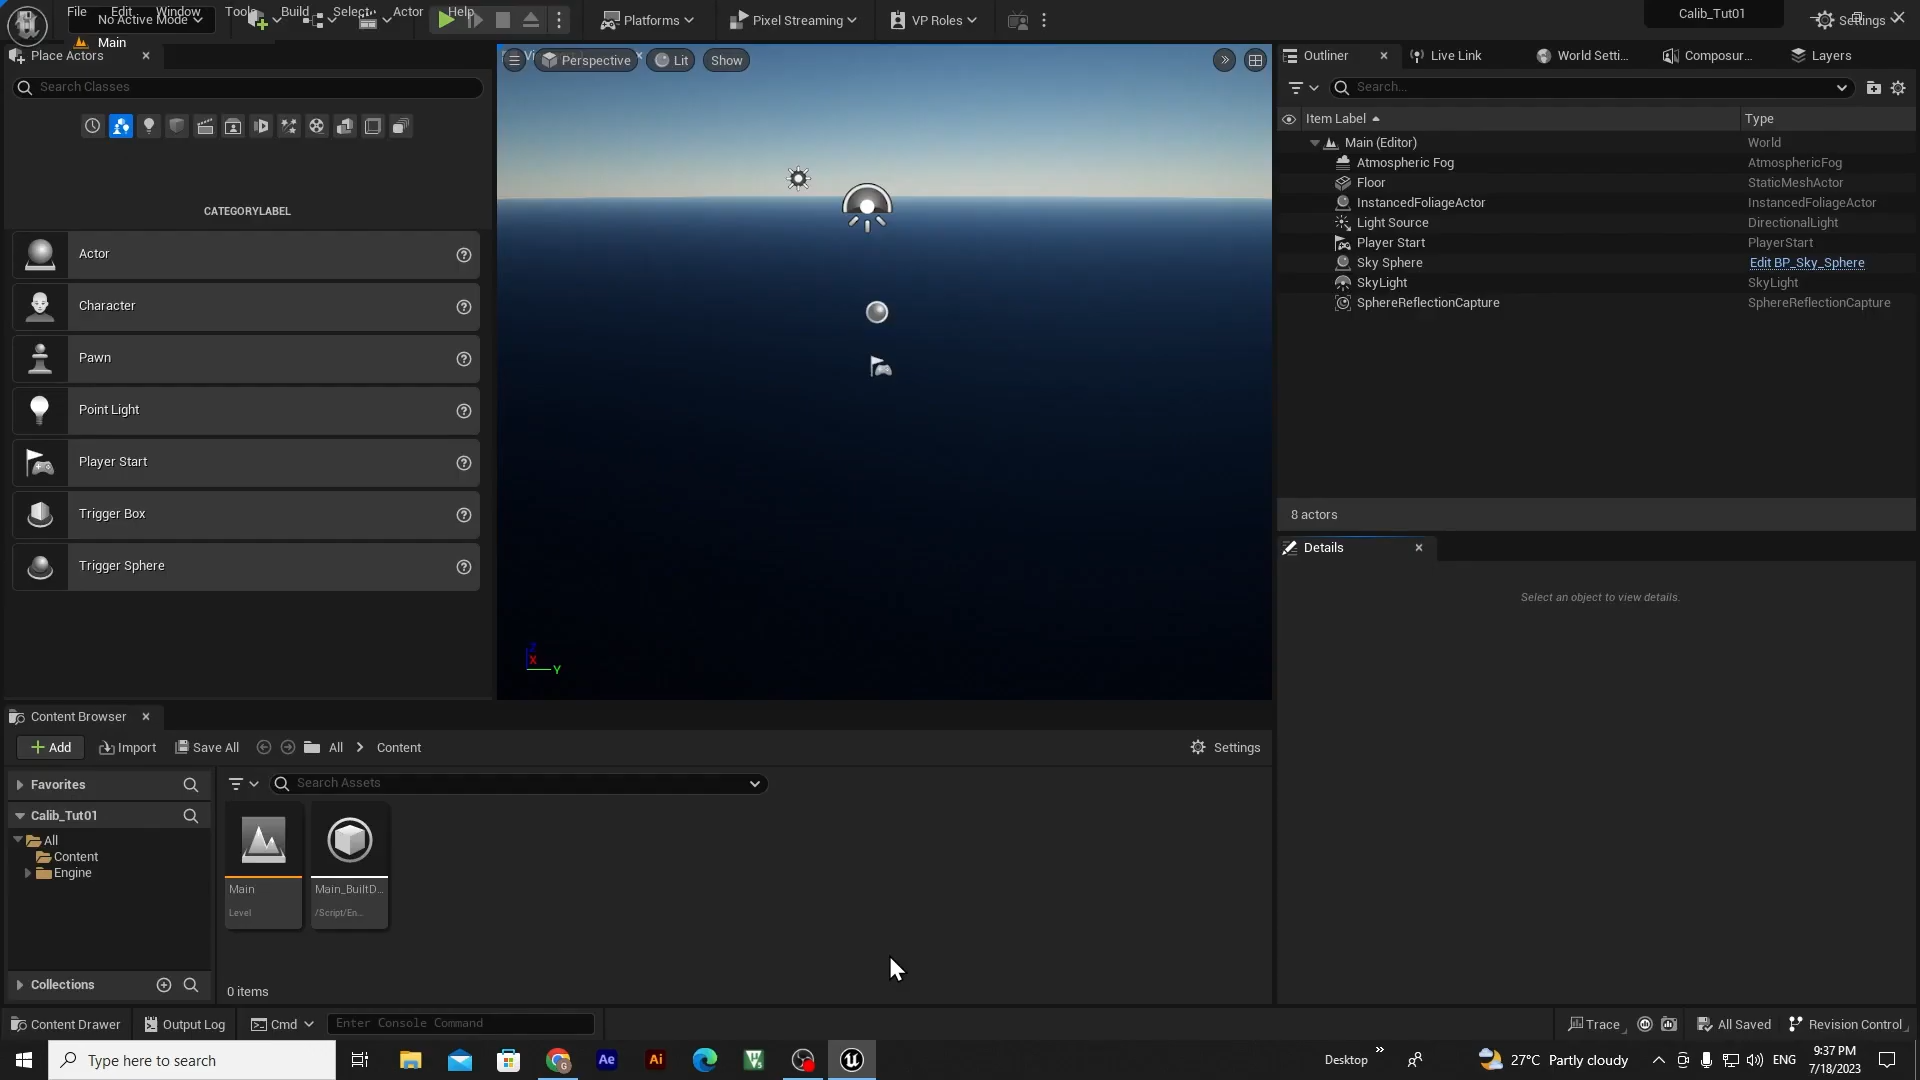 File
Edit
Window
Tools
Build
Select
Actor
Help
No Active Mode
Platforms
Pixel Streaming
VP Roles
Calib_Tut01
Settings
Main
Place Actors
Search Classes
CATEGORYLABEL
Actor
Character
Pawn
Point Light
Player Start
Trigger Box
Trigger Sphere
Perspective
Lit
Show
Z
X
Y
Outliner
Live Link
World Setti...
Composur...
Layers
Search...
Item Label
Type
Main (Editor)
World
Atmospheric Fog
AtmosphericFog
Floor
StaticMeshActor
InstancedFoliageActor
InstancedFoliageActor
Light Source
DirectionalLight
Player Start
PlayerStart
Sky Sphere
Edit BP_Sky_Sphere
SkyLight
SkyLight
SphereReflectionCapture
SphereReflectionCapture
8 actors
Details
Select an object to view details.
Content Browser
Add
Import
Save All
All
Content
Settings
Favorites
Search Assets
Calib_Tut01
All
Content
Engine
Main
Level
Main_BuiltD...
/Script/En...
Collections
0 items
Content Drawer
Output Log
Cmd
Enter Console Command
Trace
All Saved
Revision Control
Type here to search
Ae
Ai
Desktop
27°C Partly cloudy
ENG
9:37 PM
7/18/2023